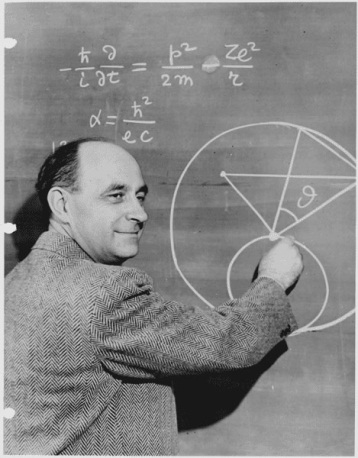 -ħ/i ∂/∂t = p²/2m Ze²/r
α = ħ²/ec
ϑ